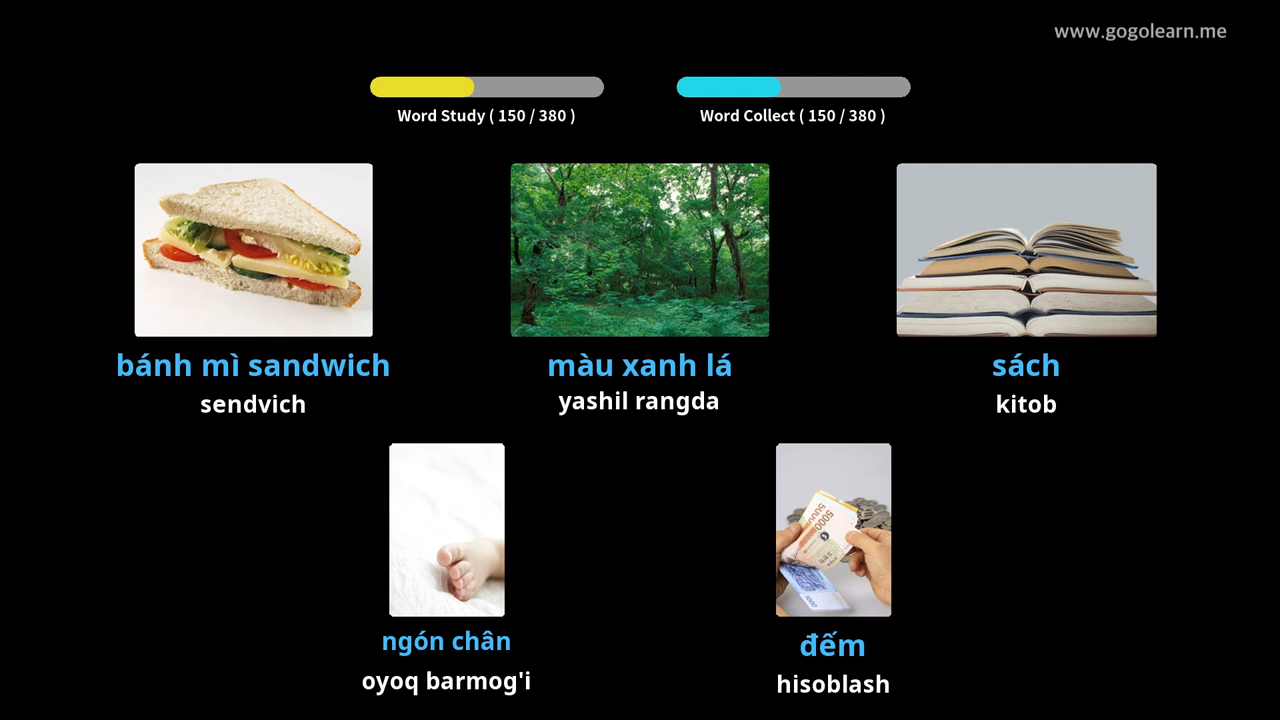 www.gogolearn.me
Word Study ( 150 / 380 )
Word Collect ( 150 / 380 )
bánh mì sandwich
sendvich
màu xanh lá
yashil rangda
sách
kitob
5000
ngón chân
oyoq barmog'i
đếm
hisoblash